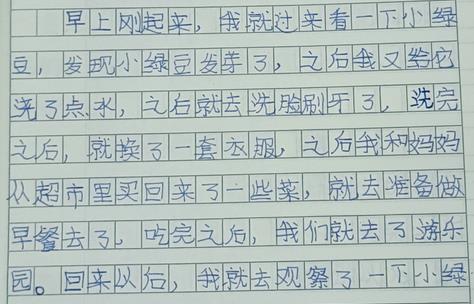 早上刚起来，我就过来看一下小绿
豆，发现小绿豆发芽了，之后我又给它
浇了点水，之后就去洗脸刷牙了，洗完
之后，就换了一套衣服，之后我和妈妈
从超市里买回来了一些菜，就去准备做
早餐去了，吃完之后，我们就去了游乐
园。回来以后，我就去观察了一下小绿